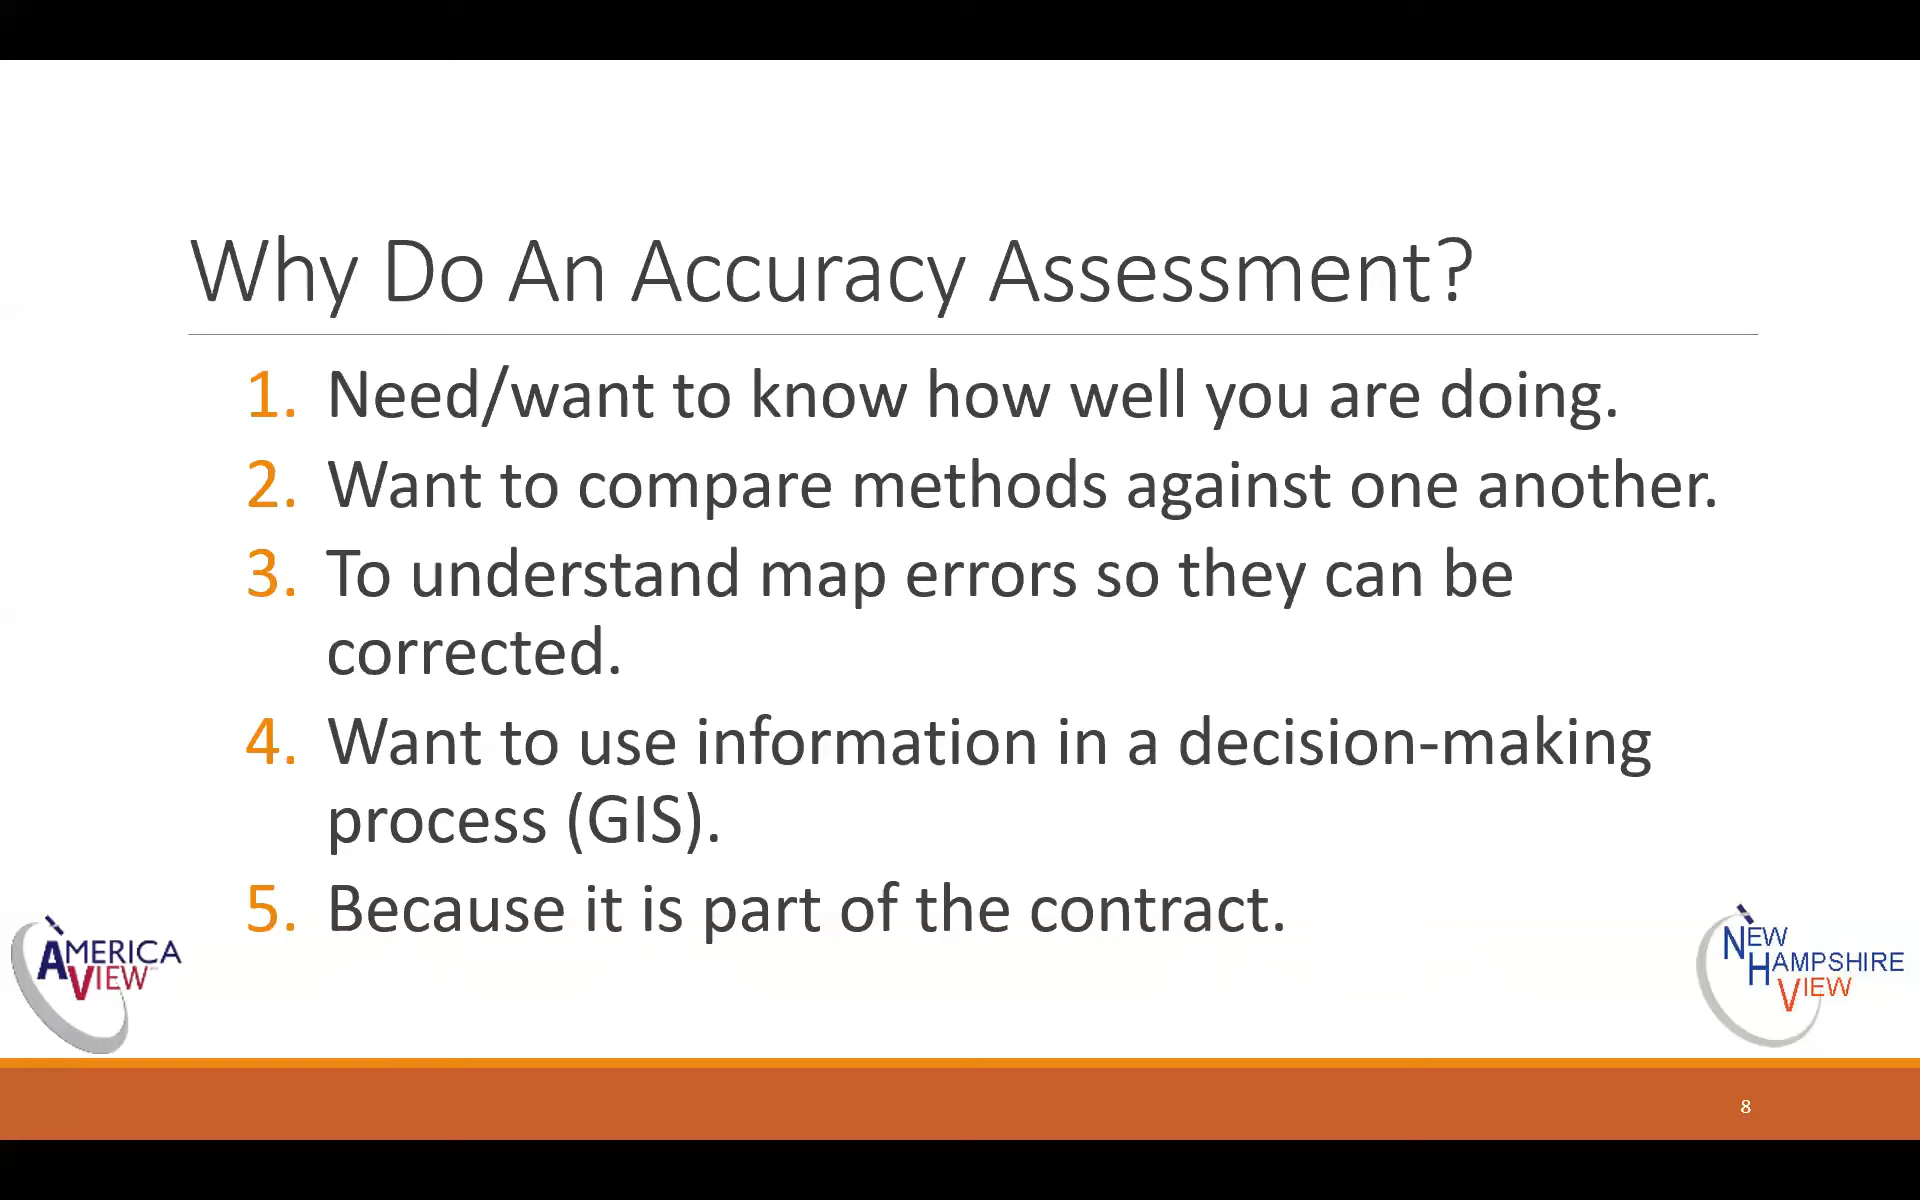 Why Do An Accuracy Assessment?
1. Need/want to know how well you are doing.
2. Want to compare methods against one another.
3. To understand map errors so they can be
corrected.
4. Want to use information in a decision-making
process (GIS).
5. Because it is part of the contract.
AMERICA
VIEW
NEW
HAMPSHIRE
VIEW
8